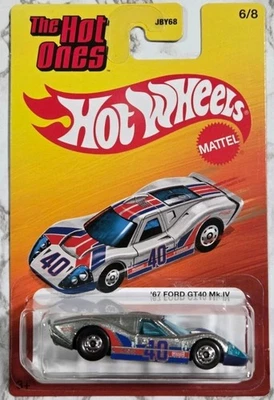 The Hot
Ones
JBY68
6/8
Hot Wheels
MATTEL
40
40
'67 FORD GT40 Mk.IV
40